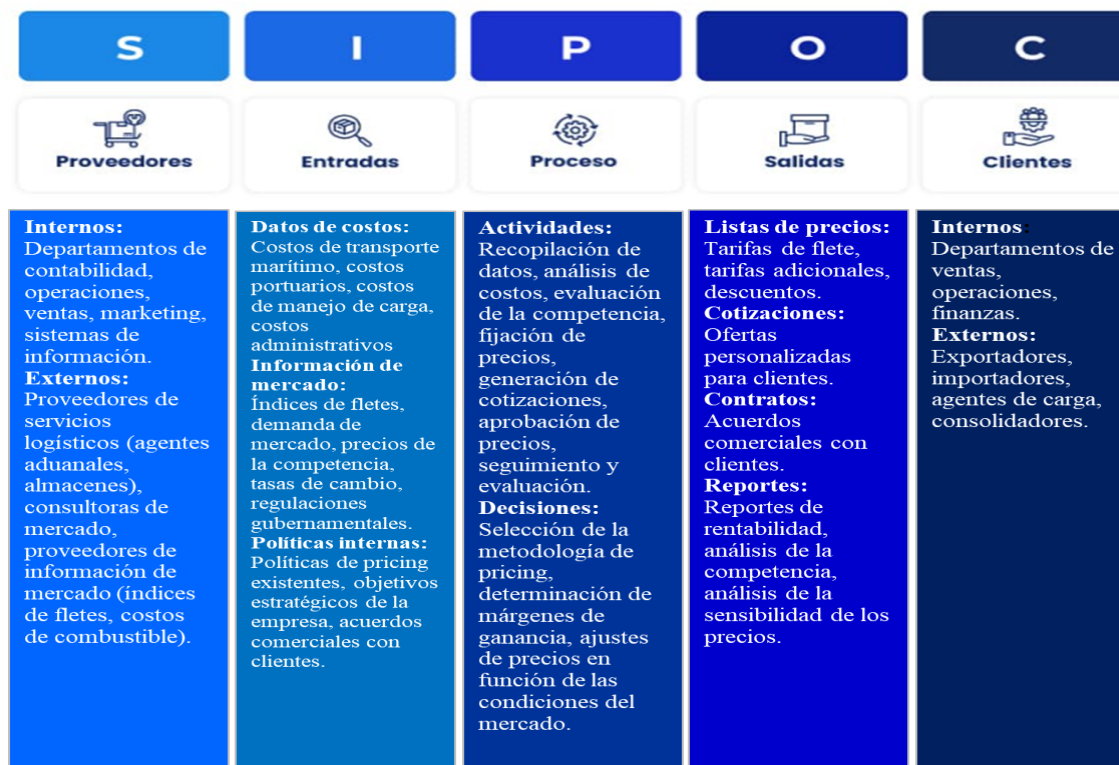 S
I
P
O
C
Proveedores
Entradas
Proceso
Salidas
Clientes
Internos:
Departamentos de
contabilidad,
operaciones,
ventas, marketing,
sistemas de
información.
Externos:
Proveedores de
servicios
logísticos (agentes
aduanales,
almacenes),
consultoras de
mercado,
proveedores de
información de
mercado (índices
de fletes, costos
de combustible).
Datos de costos:
Costos de transporte
marítimo, costos
portuarios, costos
de manejo de carga,
costos
administrativos
Información de
mercado:
Índices de fletes,
demanda de
mercado, precios de
la competencia,
tasas de cambio,
regulaciones
gubernamentales.
Políticas internas:
Políticas de pricing
existentes, objetivos
estratégicos de la
empresa, acuerdos
comerciales con
clientes.
Actividades:
Recopilación de
datos, análisis de
costos, evaluación
de la competencia,
fijación de
precios,
generación de
cotizaciones,
aprobación de
precios,
seguimiento y
evaluación.
Decisiones:
Selección de la
metodología de
pricing,
determinación de
márgenes de
ganancia, ajustes
de precios en
función de las
condiciones del
mercado.
Listas de precios:
Tarifas de flete,
tarifas adicionales,
descuentos.
Cotizaciones:
Ofertas
personalizadas
para clientes.
Contratos:
Acuerdos
comerciales con
clientes.
Reportes:
Reportes de
rentabilidad,
análisis de la
competencia,
análisis de la
sensibilidad de los
precios.
Internos:
Departamentos de
ventas,
operaciones,
finanzas.
Externos:
Exportadores,
importadores,
agentes de carga,
consolidadores.